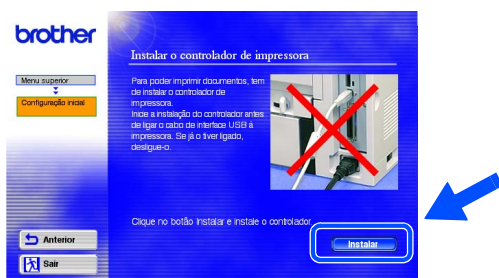 brother
Instalar o controlador de impressora
Menu superior
Configuração inicial
Para poder imprimir documentos, tem
de instalar o controlador de
impressora.
Inicie a instalação do controlador antes
de ligar o cabo de interface USB à
impressora. Se já o tiver ligado,
desligue-o.
Clique no botão Instalar e instale o controlador
Instalar
Anterior
Sair